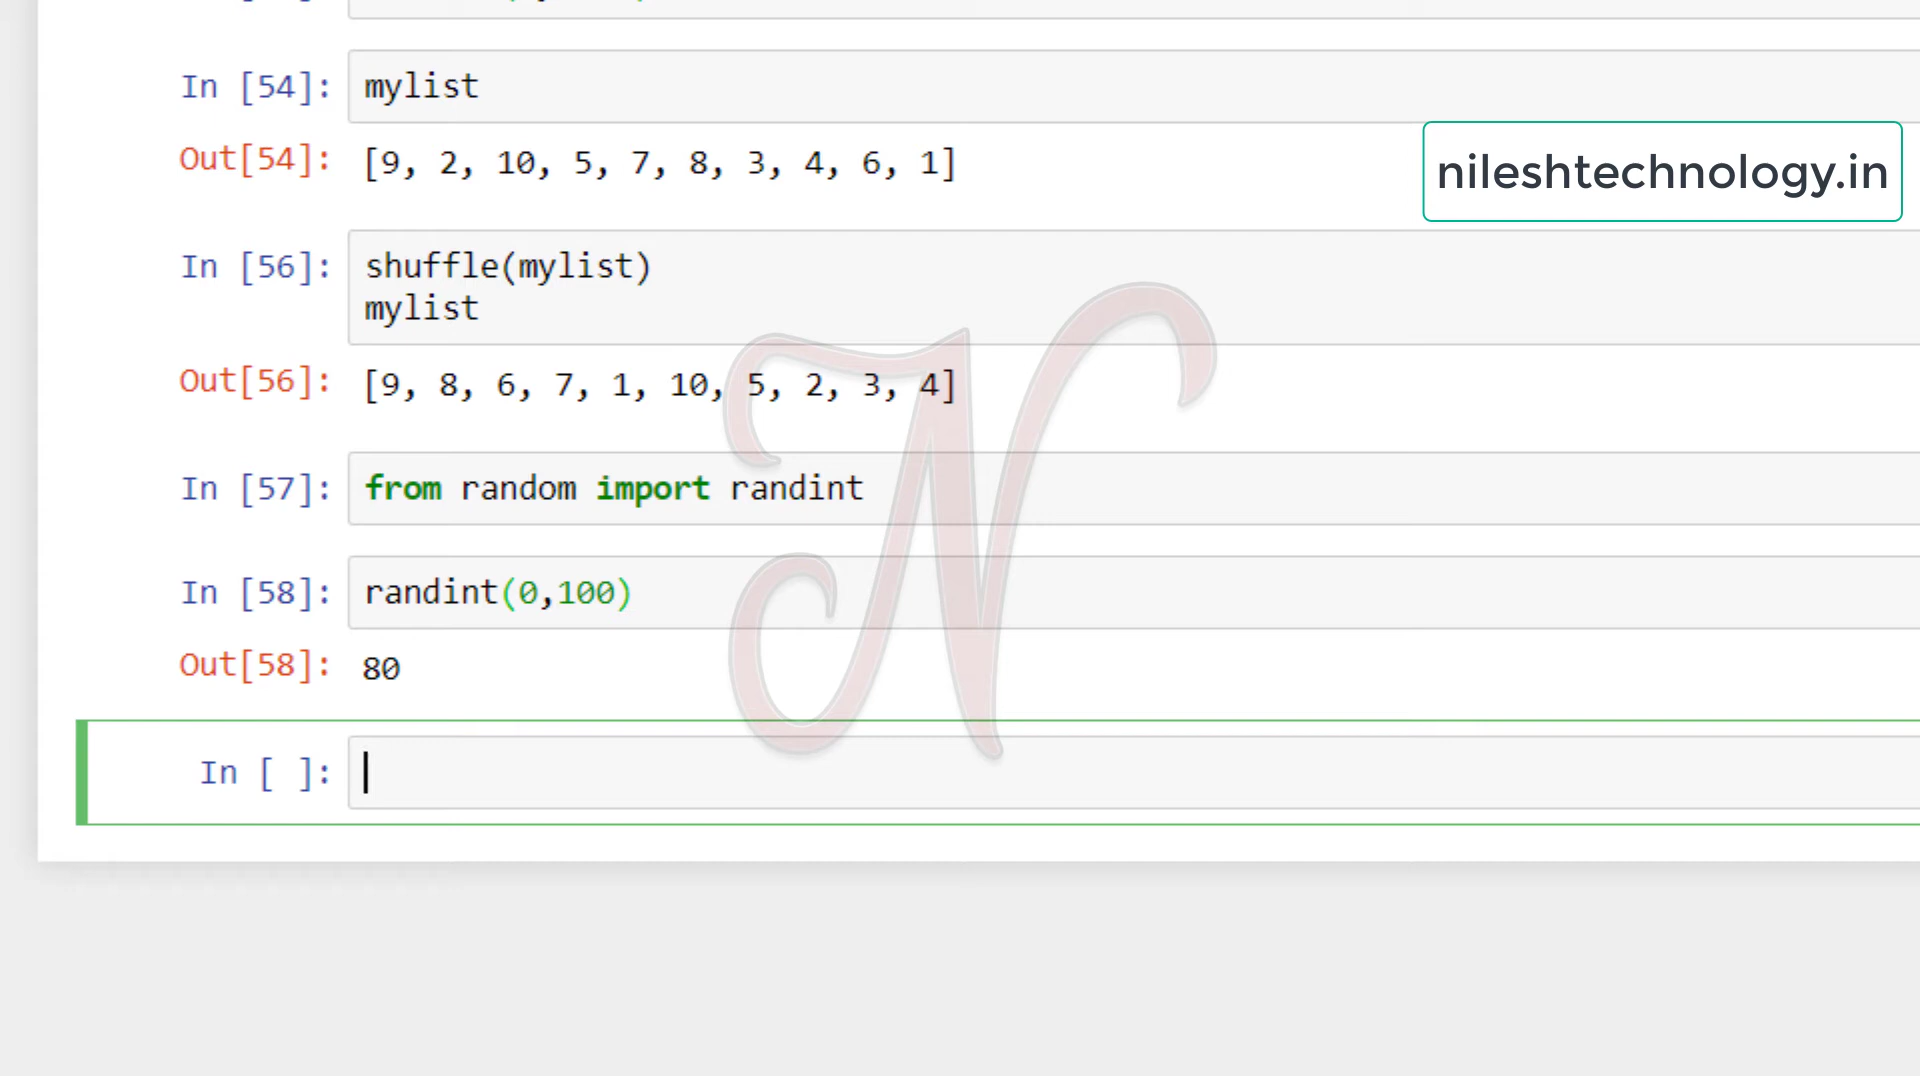 In [54]: mylist
Out[54]: [9, 2, 10, 5, 7, 8, 3, 4, 6, 1]
nileshtechnology.in
In [56]: shuffle(mylist)
mylist
Out[56]: [9, 8, 6, 7, 1, 10, 5, 2, 3, 4]
In [57]: from random import randint
In [58]: randint(0,100)
Out[58]: 80
In [ ]:
N